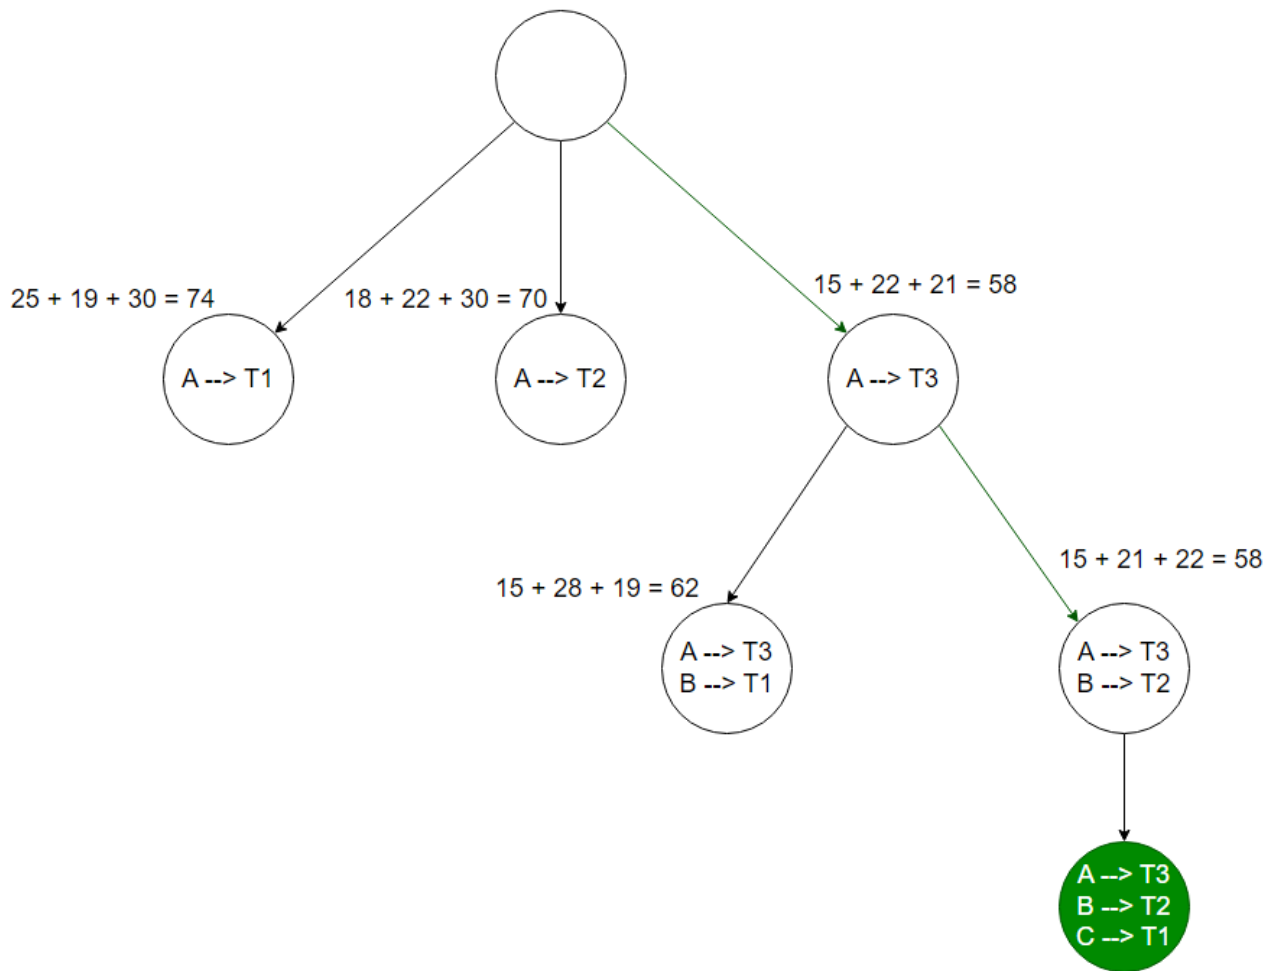 15 + 22 + 21 = 58
25 + 19 + 30 = 74
18 + 22 + 30 = 70
A --> T1
A --> T2
A --> T3
15 + 21 + 22 = 58
15 + 28 + 19 = 62
A --> T3
B --> T1
A --> T3
B --> T2
A --> T3
B --> T2
C --> T1